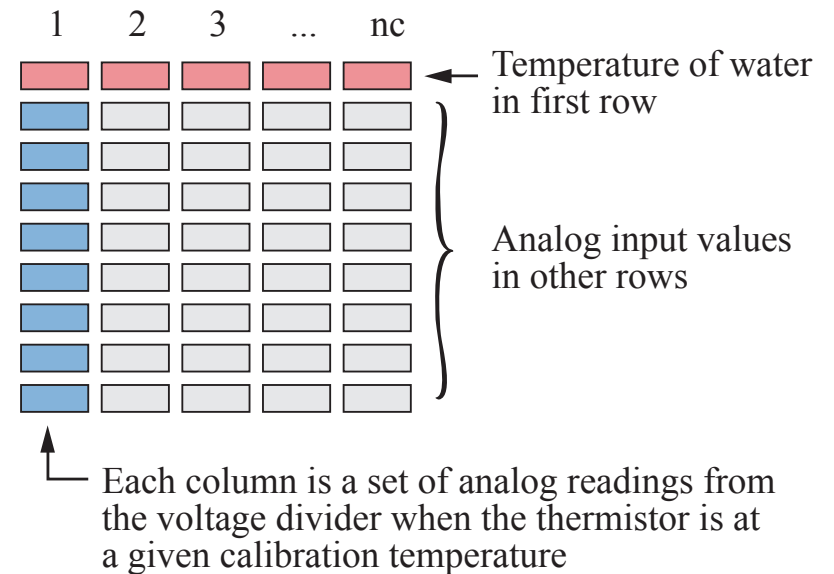 1 2 3 ... nc
Temperature of water
in first row
Analog input values
in other rows
Each column is a set of analog readings from
the voltage divider when the thermistor is at
a given calibration temperature